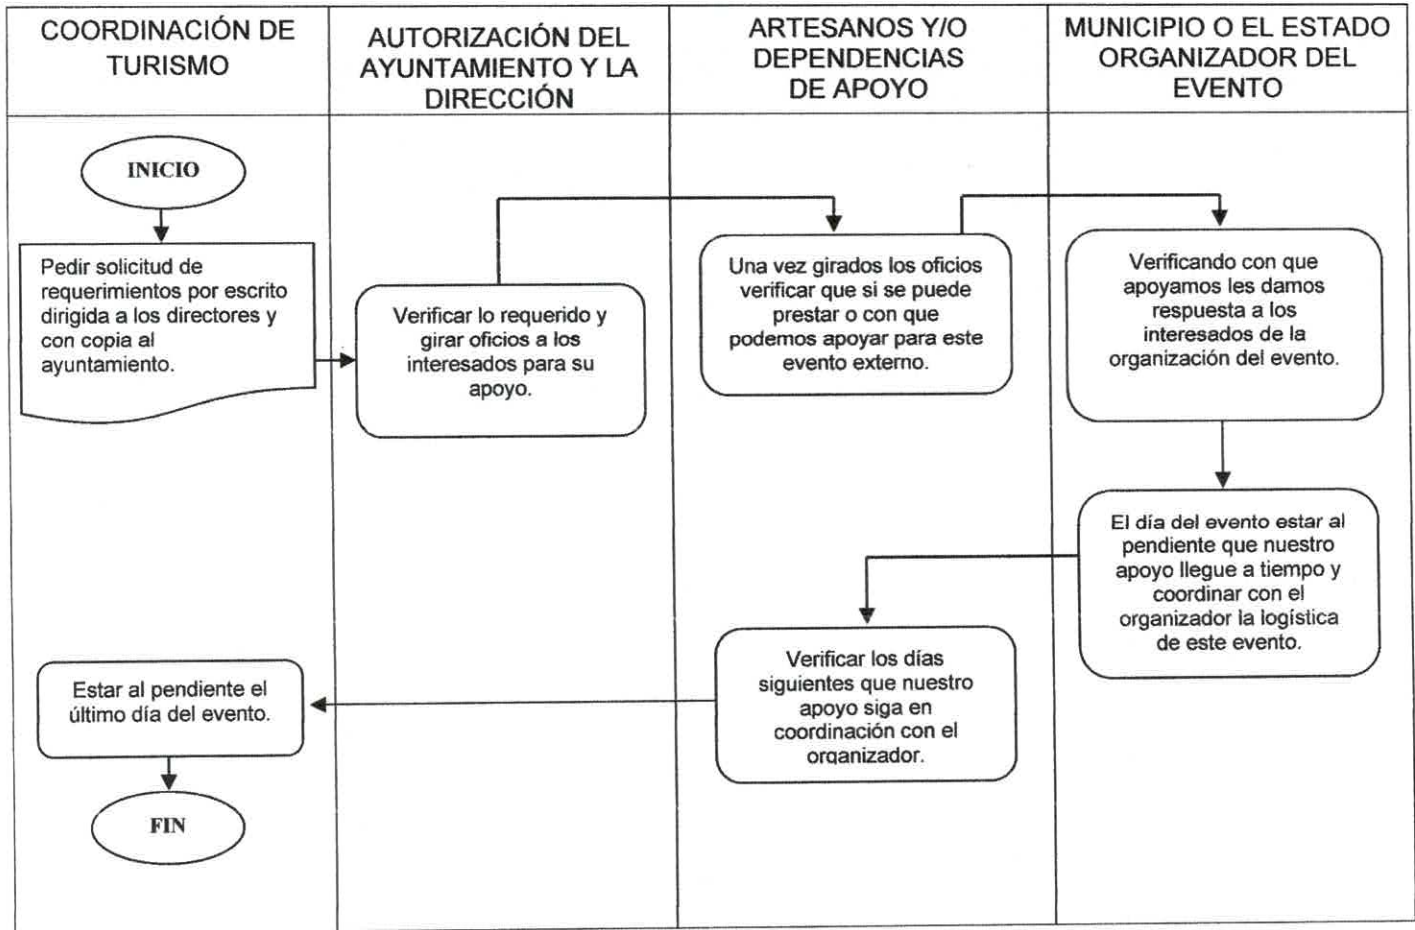 COORDINACIÓN DE
TURISMO
AUTORIZACIÓN DEL
AYUNTAMIENTO Y LA
DIRECCIÓN
ARTESANOS Y/O
DEPENDENCIAS
DE APOYO
MUNICIPIO O EL ESTADO
ORGANIZADOR DEL
EVENTO
INICIO
Pedir solicitud de
requerimientos por escrito
dirigida a los directores y
con copia al
ayuntamiento.
Verificar lo requerido y
girar oficios a los
interesados para su
apoyo.
Una vez girados los oficios
verificar que si se puede
prestar o con que
podemos apoyar para este
evento externo.
Verificando con que
apoyamos les damos
respuesta a los
interesados de la
organización del evento.
El día del evento estar al
pendiente que nuestro
apoyo llegue a tiempo y
coordinar con el
organizador la logística
de este evento.
Verificar los días
siguientes que nuestro
apoyo siga en
coordinación con el
organizador.
Estar al pendiente el
último día del evento.
FIN